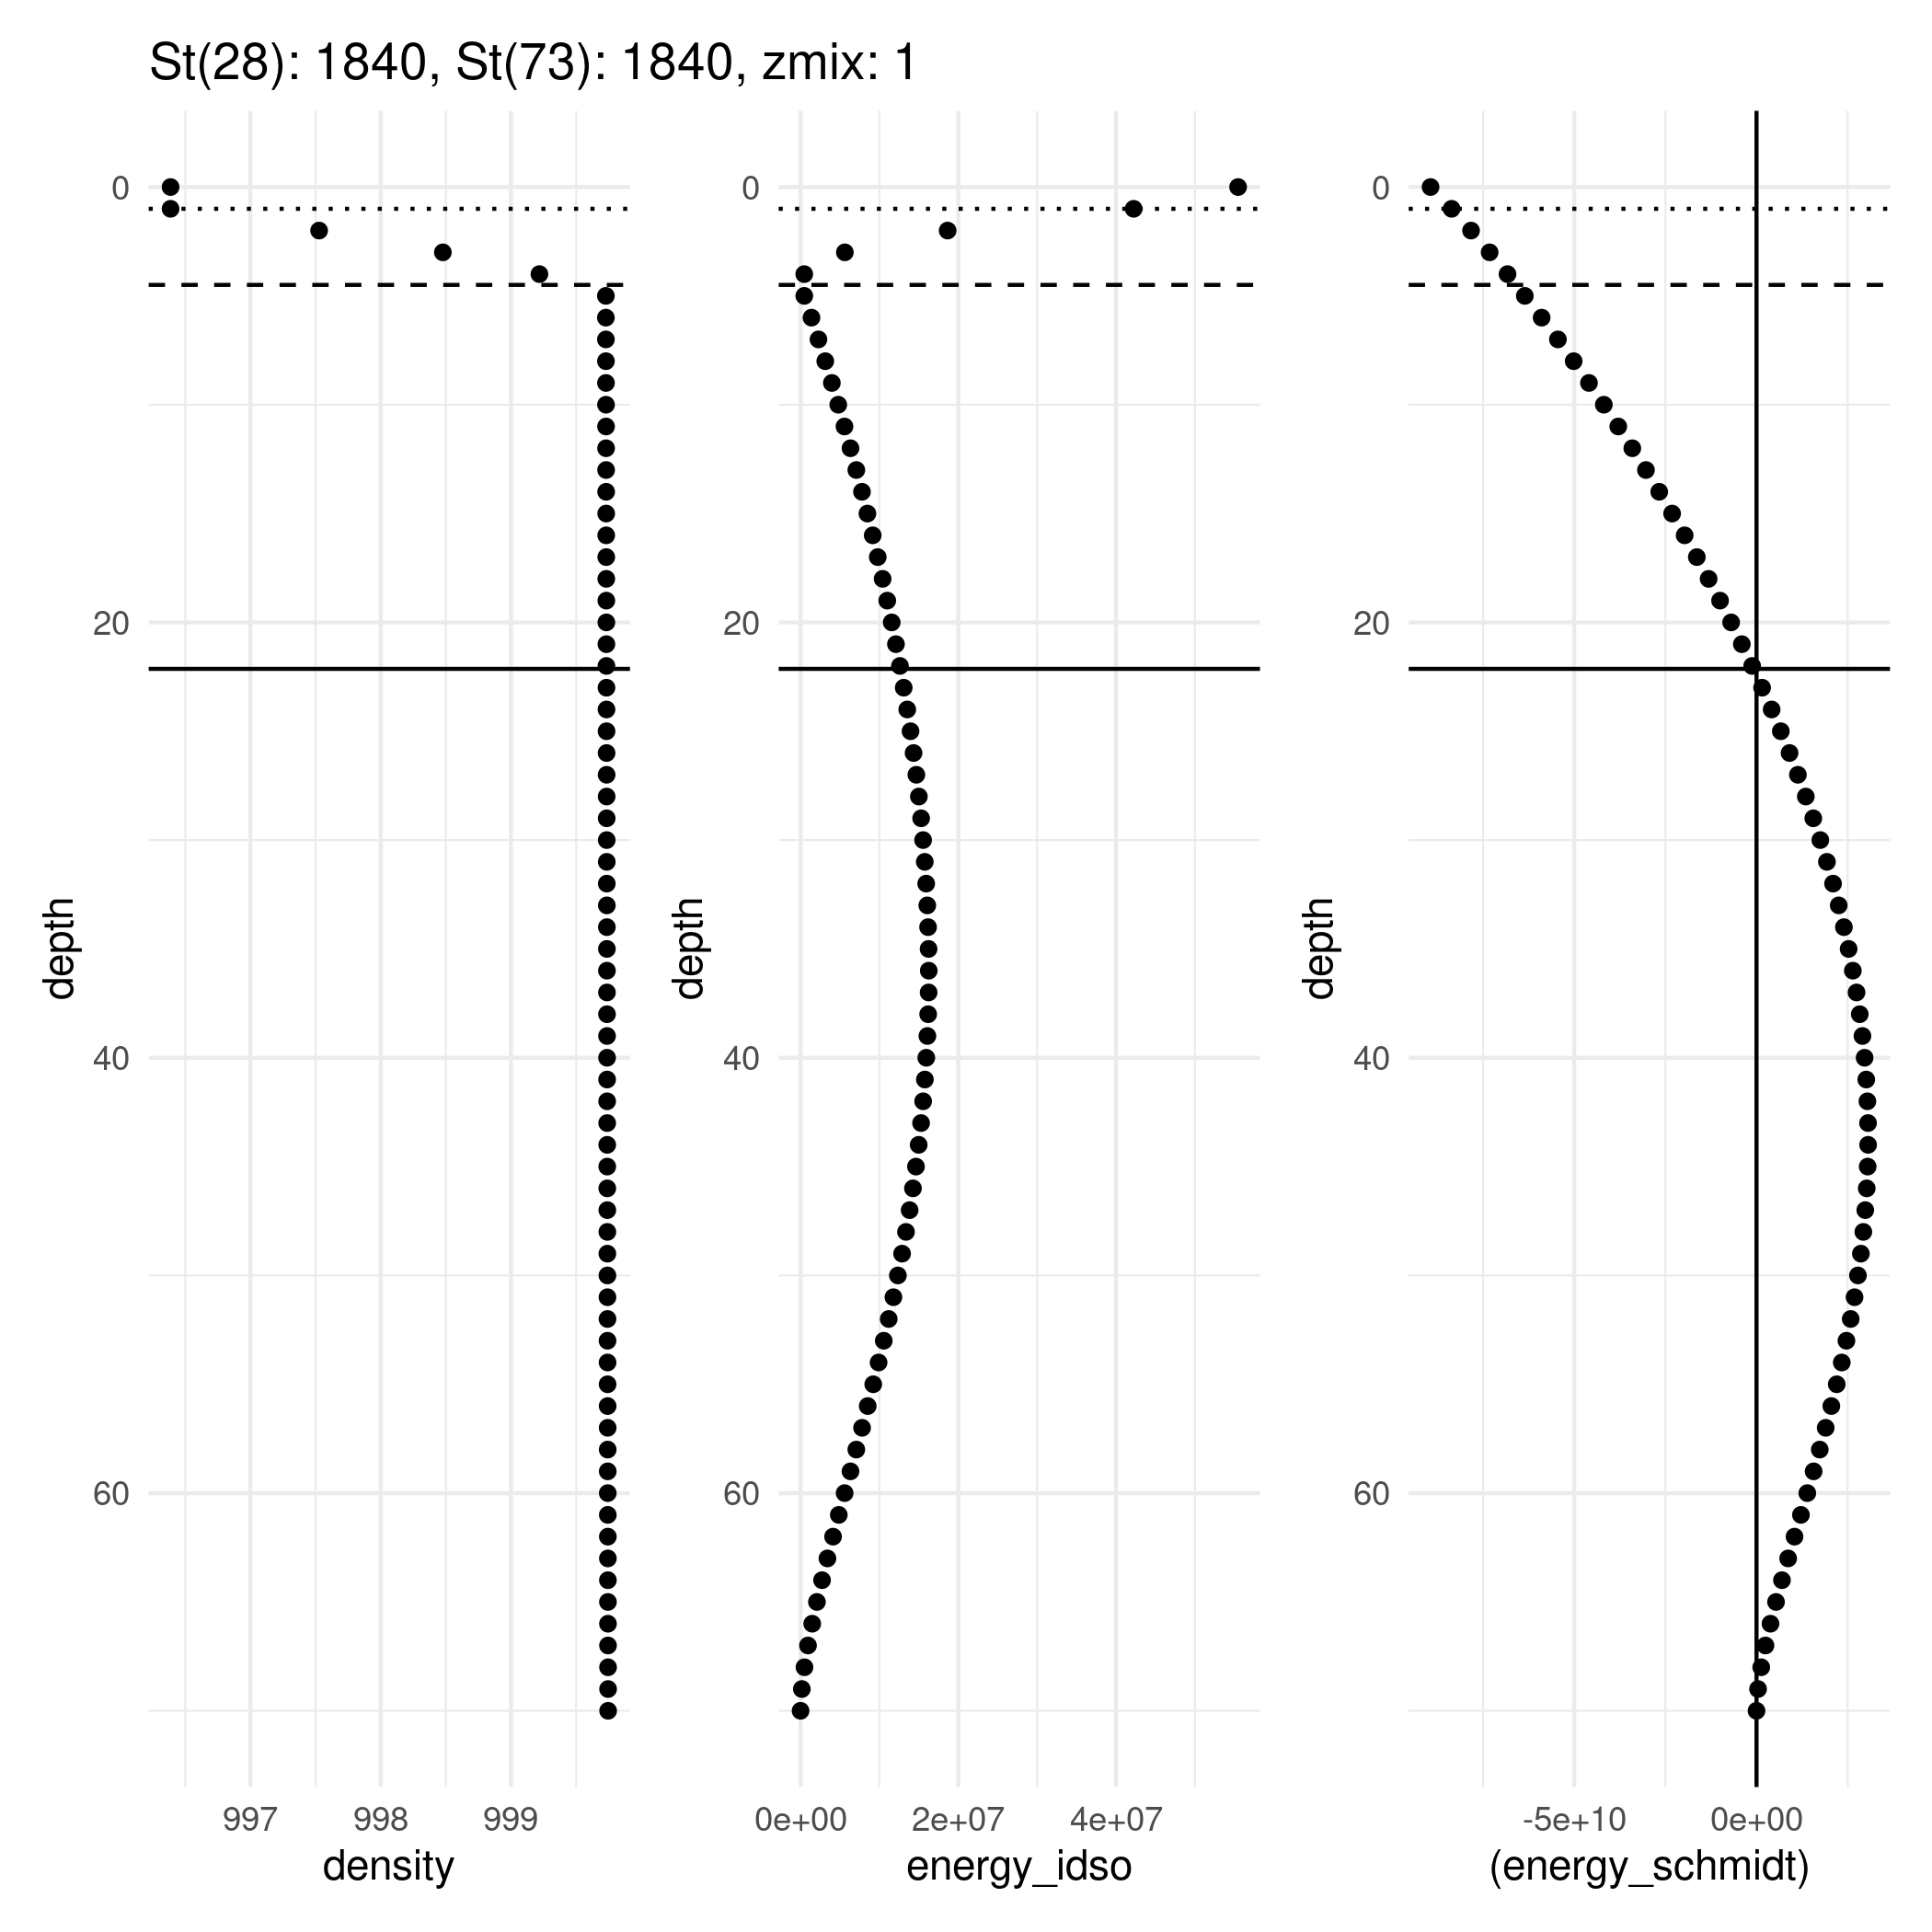 St(28): 1840, St(73): 1840, zmix: 1
depth
0
20
40
60
997 998 999
density
depth
0
20
40
60
0e+00 2e+07 4e+07
energy_idso
depth
0
20
40
60
-5e+10 0e+00
(energy_schmidt)